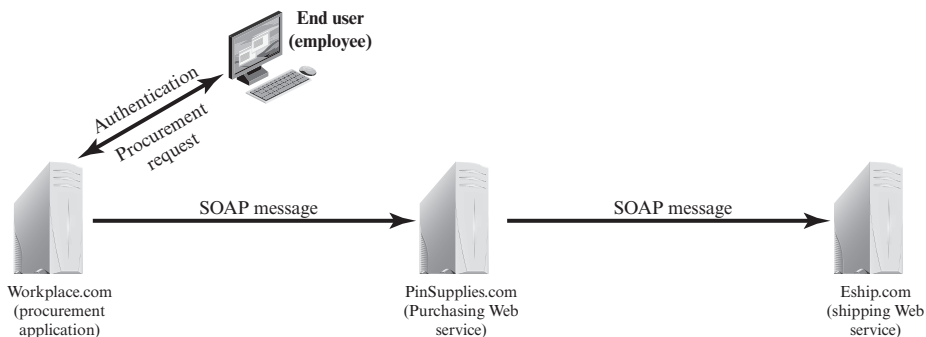 End user
(employee)
Authentication
Procurement
request
SOAP message
SOAP message
Workplace.com
(procurement
application)
PinSupplies.com
(Purchasing Web
service)
Eship.com
(shipping Web
service)